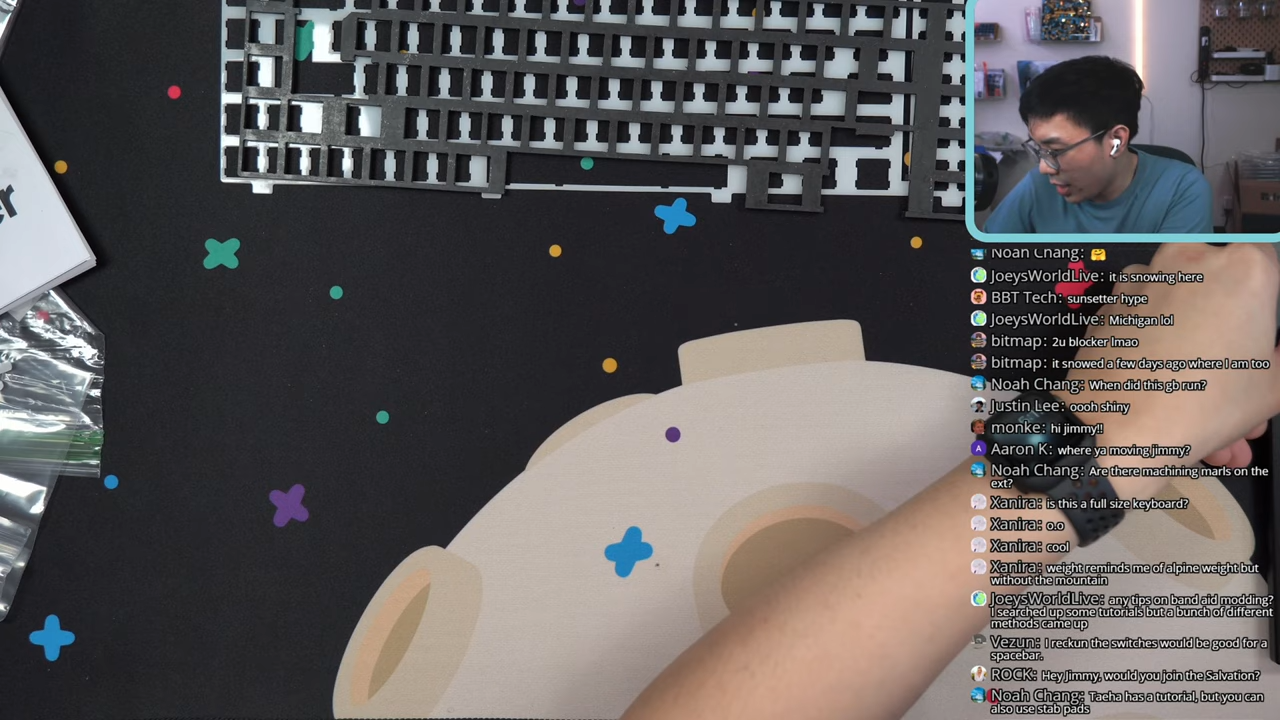 er
Noah Chang: 🤗
JoeysWorldLive: it is snowing here
BBT Tech: sunsetter hype
JoeysWorldLive: Michigan lol
bitmap: 2u blocker lmao
bitmap: it snowed a few days ago where I am too
Noah Chang: When did this gb run?
Justin Lee: oooh shiny
monke: hi jimmy!!
A
Aaron K: where ya moving jimmy?
Noah Chang: Are there machining marls on the
ext?
Xanira: is this a full size keyboard?
Xanira: o.o
Xanira: cool
Xanira: weight reminds me of alpine weight but
without the mountain
JoeysWorldLive: any tips on band aid modding?
I searched up some tutorials but a bunch of different
methods came up
Vezun: I reckun the switches would be good for a
spacebar.
ROCK: Hey Jimmy, would you join the Salvation?
Noah Chang: Taeha has a tutorial, but you can
also use stab pads